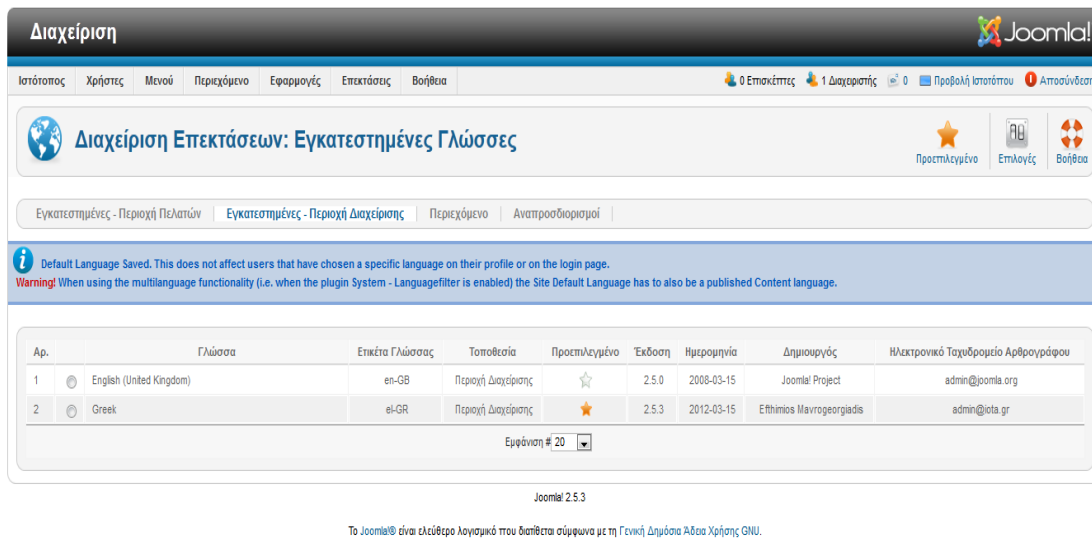 Διαχείριση
Joomla!
Ιστότοπος Χρήστες Μενού Περιεχόμενο Εφαρμογές Επεκτάσεις Βοήθεια 0 Επισκέπτες 1 Διαχειριστής 0 Προβολή Ιστοτόπου Αποσύνδεση
Διαχείριση Επεκτάσεων: Εγκατεστημένες Γλώσσες
Προεπιλεγμένο Επιλογές Βοήθεια
Εγκατεστημένες - Περιοχή Πελατών Εγκατεστημένες - Περιοχή Διαχείρισης Περιεχόμενο Αναπροσδιορισμοί
Default Language Saved. This does not affect users that have chosen a specific language on their profile or on the login page.
Warning! When using the multilanguage functionality (i.e. when the plugin System - Languagefilter is enabled) the Site Default Language has to also be a published Content language.
Αρ. Γλώσσα Ετικέτα Γλώσσας Τοποθεσία Προεπιλεγμένο Έκδοση Ημερομηνία Δημιουργός Ηλεκτρονικό Ταχυδρομείο Αρθρογράφου
1 English (United Kingdom) en-GB Περιοχή Διαχείρισης 2.5.0 2008-03-15 Joomla! Project admin@joomla.org
2 Greek el-GR Περιοχή Διαχείρισης 2.5.3 2012-03-15 Efthimios Mavrogeorgiadis admin@iota.gr
Εμφάνιση # 20
Joomla! 2.5.3
Το Joomla!® είναι ελεύθερο λογισμικό που διατίθεται σύμφωνα με τη Γενική Δημόσια Άδεια Χρήσης GNU.